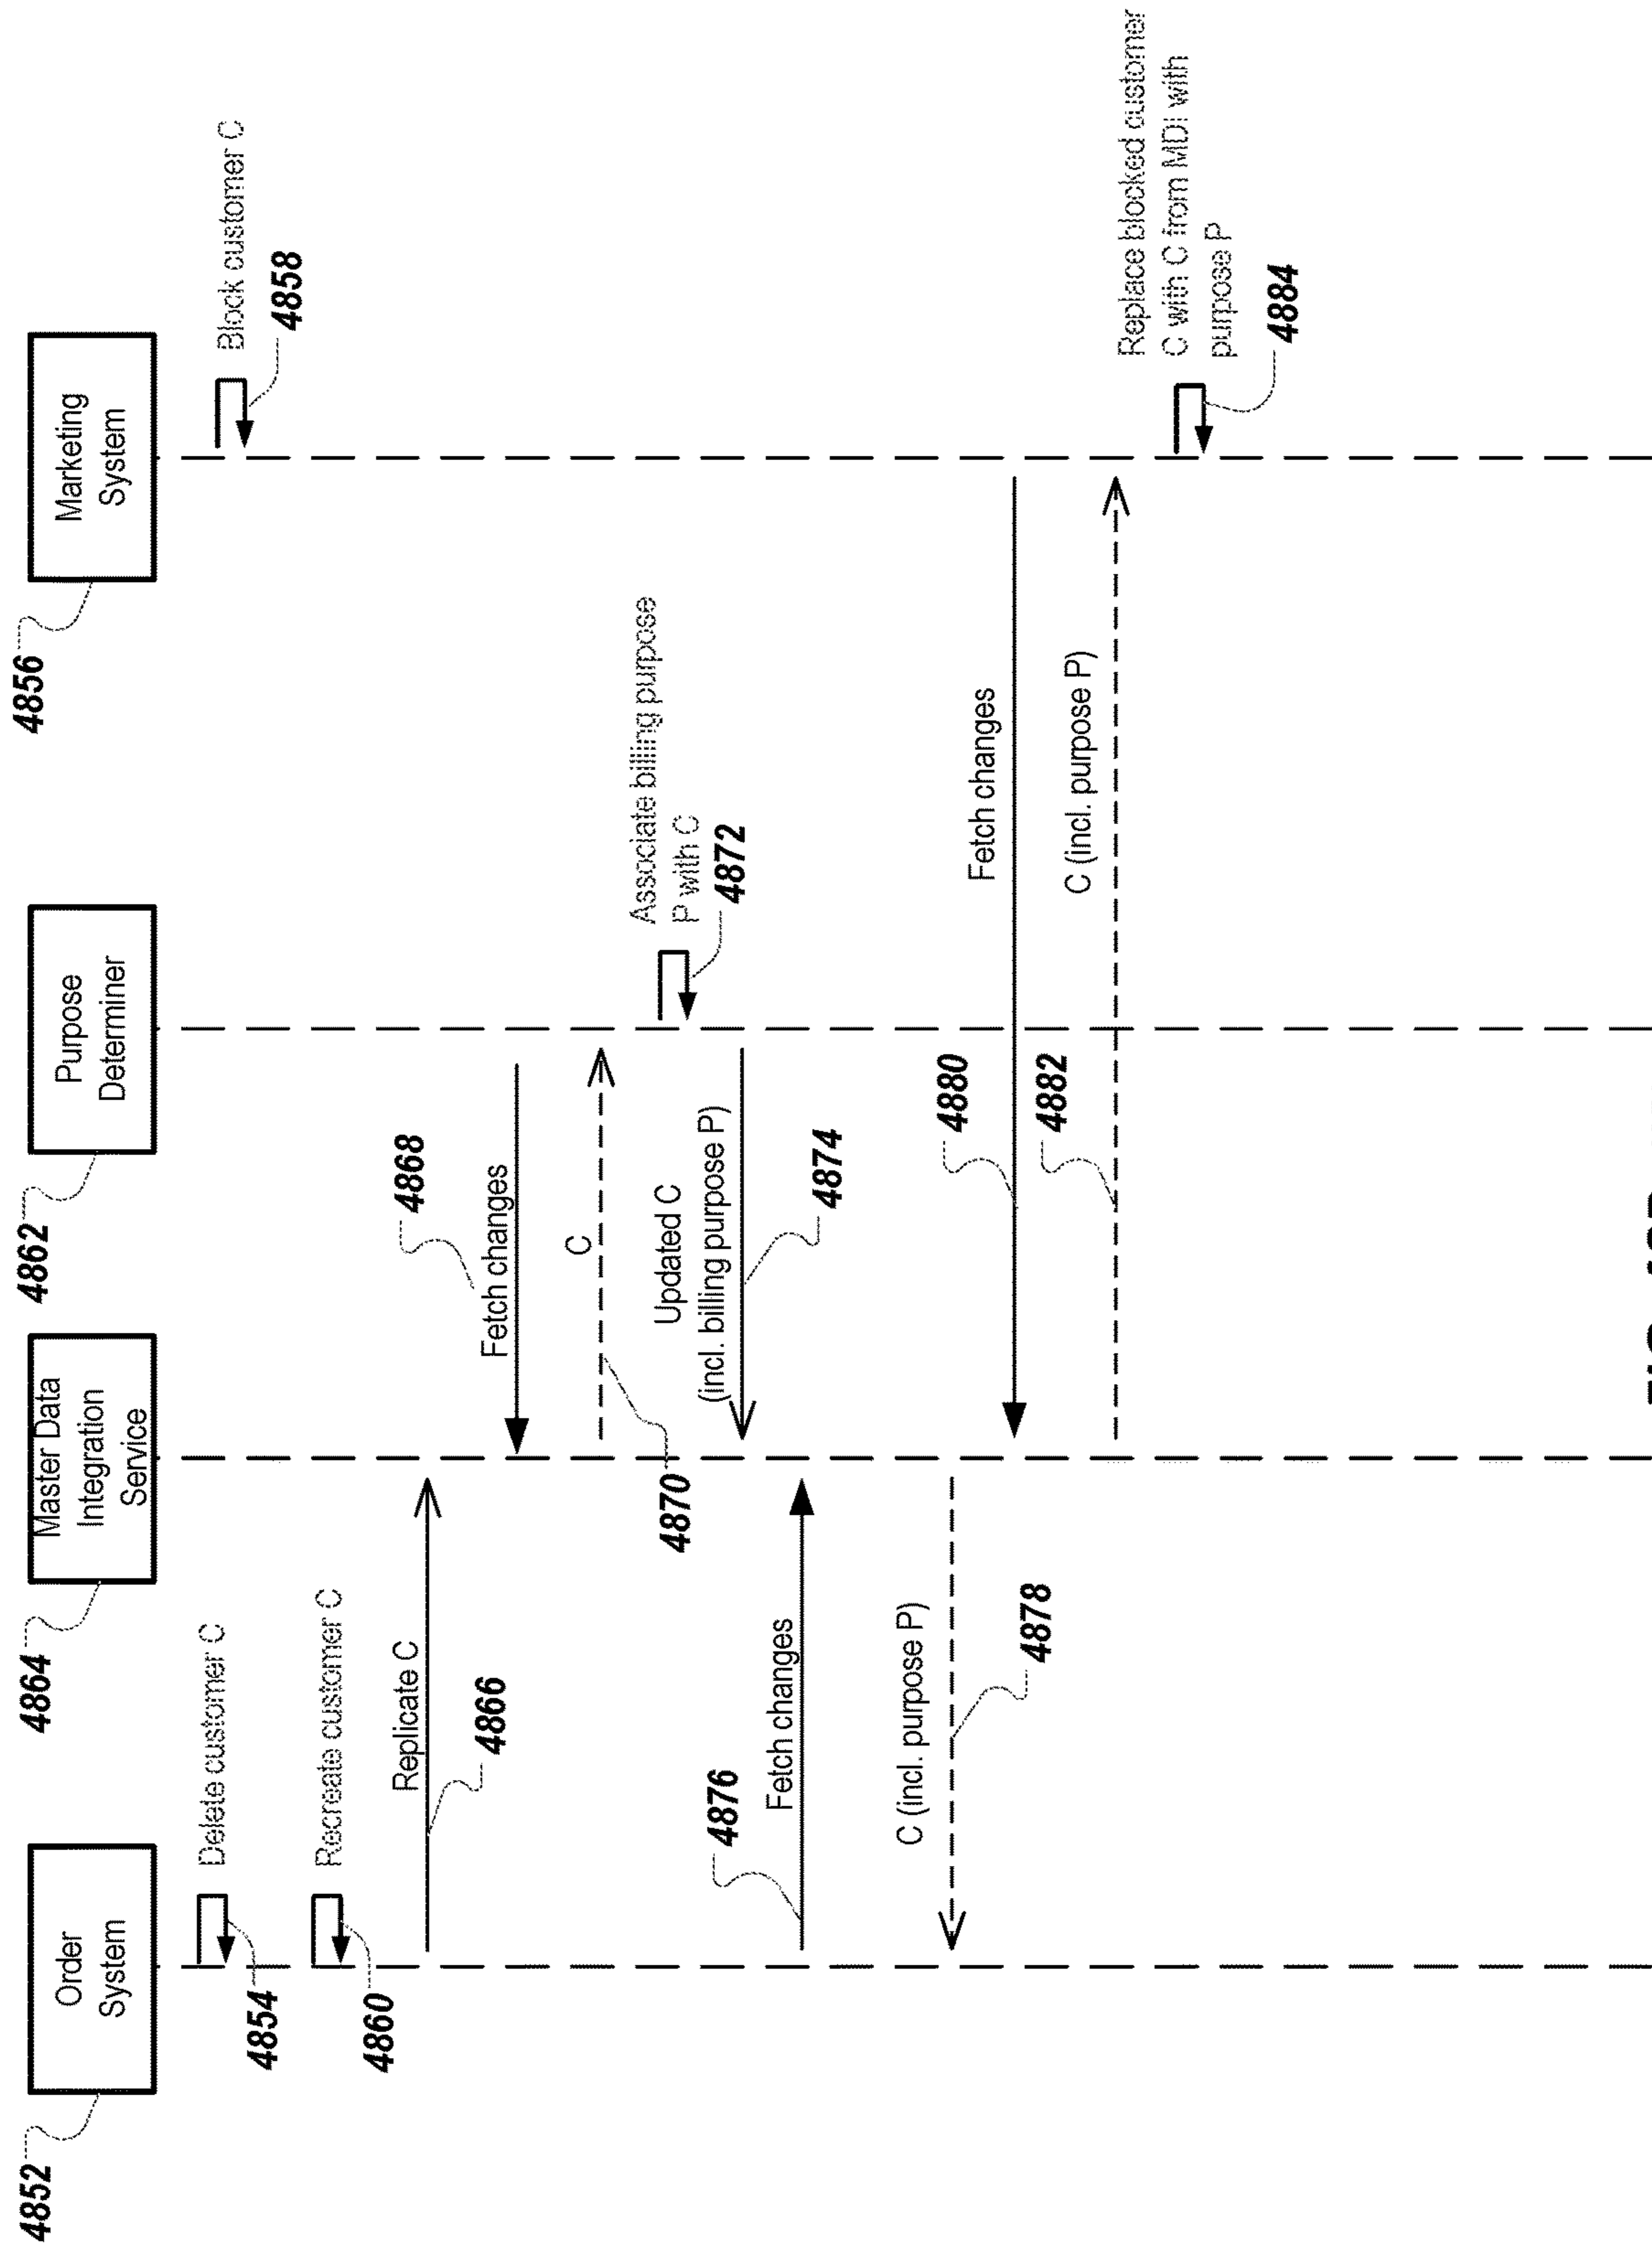 4852
Order
System
4864
Master Data
Integration
Service
4862
Purpose
Determiner
4856
Marketing
System
4854
Delete customer C
Block customer C
4858
4860
Recreate customer C
Replicate C
4866
4868
Fetch changes
4870
C
Associate billing purpose
P with C
4872
Updated C
(incl. billing purpose P)
4874
4876
Fetch changes
C (incl. purpose P)
4878
4880
Fetch changes
4882
C (incl. purpose P)
Replace blocked customer
C with C from MDI with
purpose P
4884